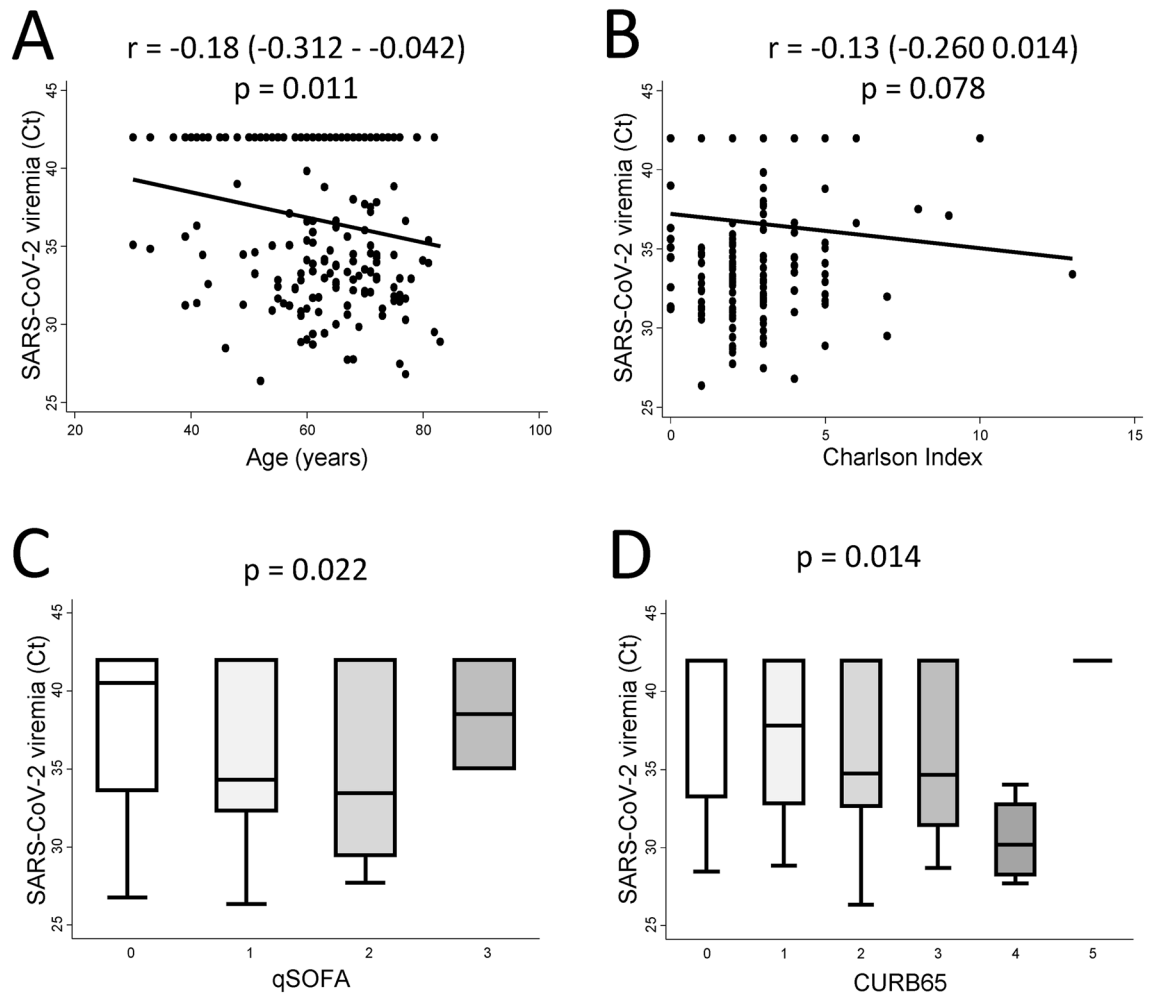 A
r = -0.18 (-0.312 - -0.042)
p = 0.011
SARS-CoV-2 viremia (Ct)
45
40
35
30
25
20 40 60 80 100
Age (years)
B
r = -0.13 (-0.260 0.014)
p = 0.078
SARS-CoV-2 viremia (Ct)
45
40
35
30
25
0 5 10 15
Charlson Index
C
p = 0.022
SARS-CoV-2 viremia (Ct)
45
40
35
30
25
0 1 2 3
qSOFA
D
p = 0.014
SARS-CoV-2 viremia (Ct)
45
40
35
30
25
0 1 2 3 4 5
CURB65